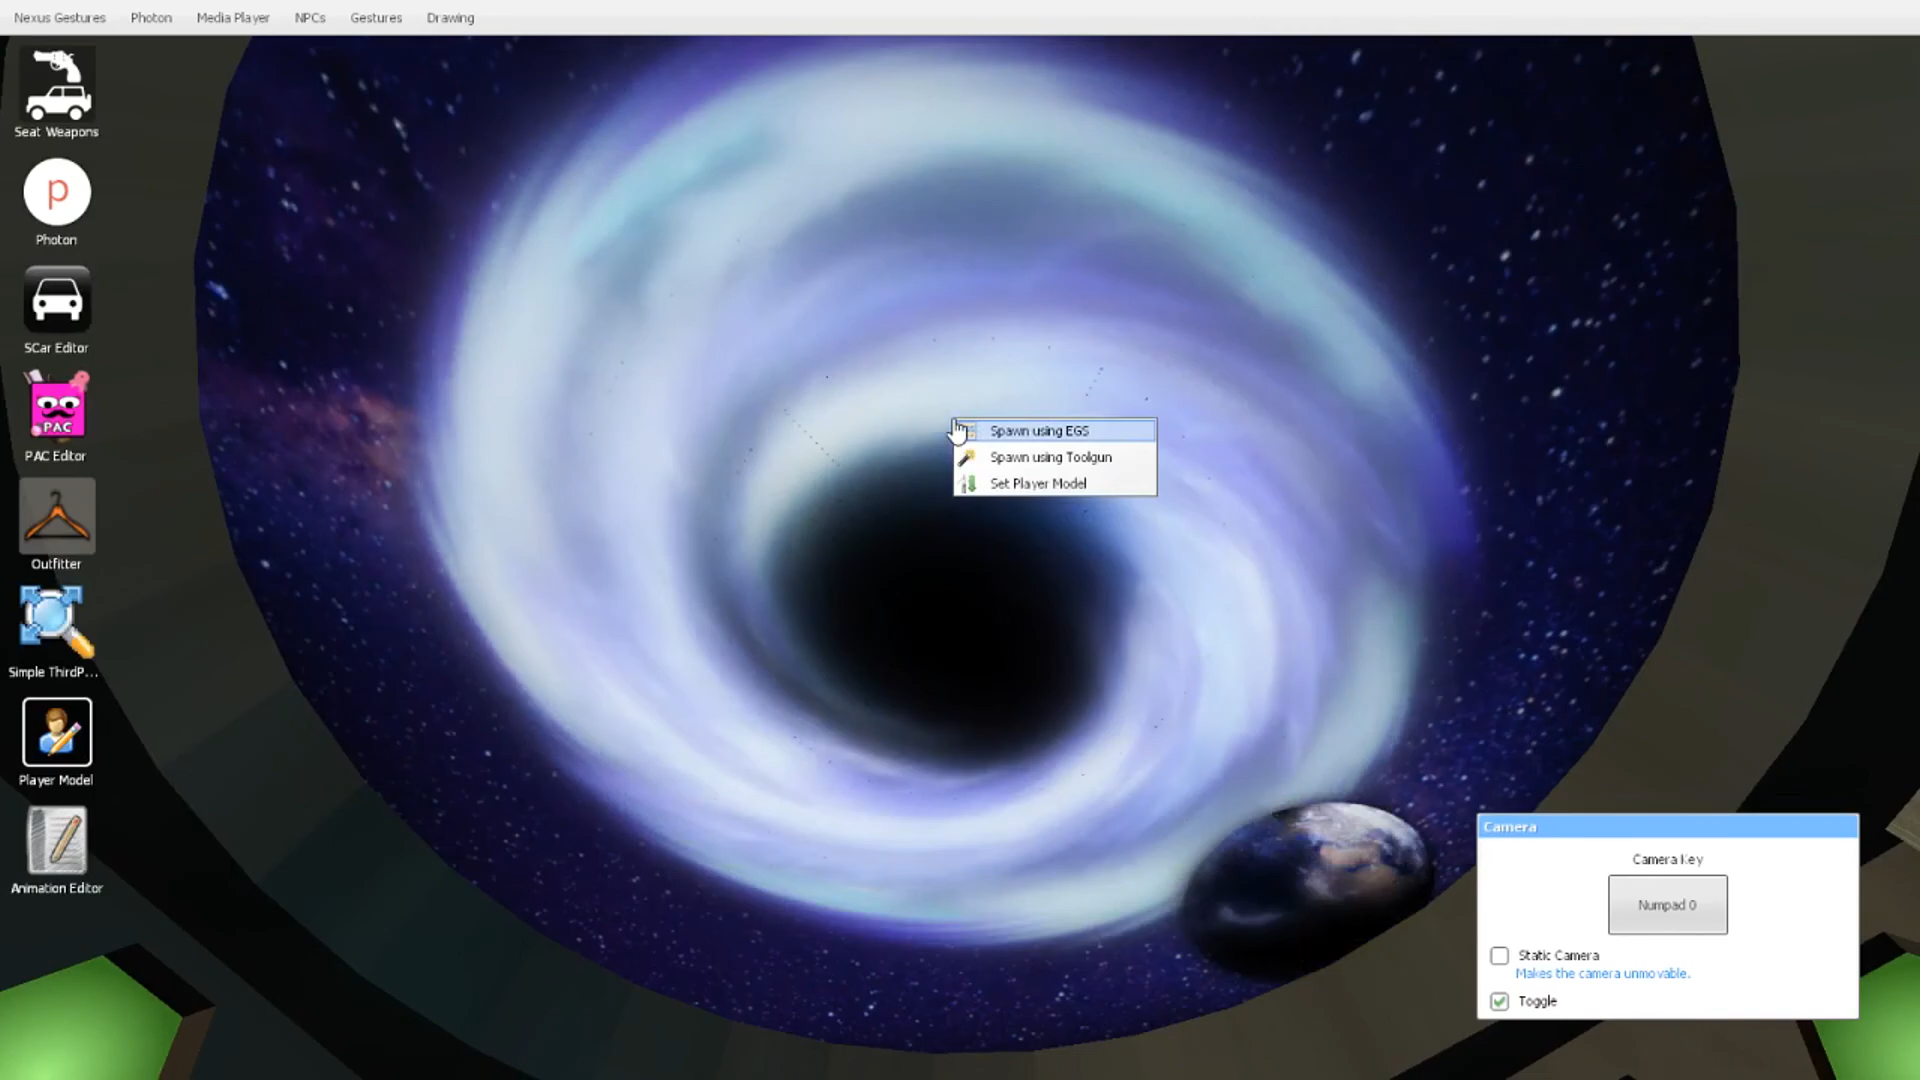 Nexus Gestures Photon Media Player NPCs Gestures Drawing
Seat Weapons
p
Photon
SCar Editor
PAC
PAC Editor
Outfitter
Simple ThirdP...
Player Model
Animation Editor
Spawn using EGS
Spawn using Toolgun
Set Player Model
Camera
Camera Key
Numpad 0
Static Camera
Makes the camera unmovable.
Toggle